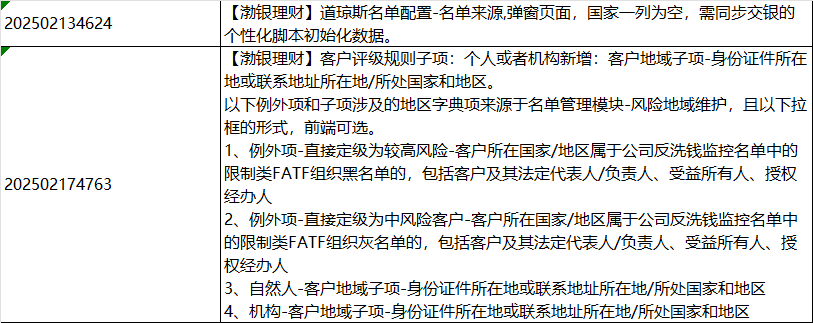 202502134624
【渤银理财】道琼斯名单配置-名单来源,弹窗页面，国家一列为空，需同步交银的
个性化脚本初始化数据。
202502174763
【渤银理财】客户评级规则子项：个人或者机构新增：客户地域子项-身份证件所在
地或联系地址所在地/所处国家和地区。
以下例外项和子项涉及的地区字典项来源于名单管理模块-风险地域维护，且以下拉
框的形式，前端可选。
1、例外项-直接定级为较高风险-客户所在国家/地区属于公司反洗钱监控名单中的
限制类FATF组织黑名单的，包括客户及其法定代表人/负责人、受益所有人、授权
经办人
2、例外项-直接定级为中风险客户-客户所在国家/地区属于公司反洗钱监控名单中
的限制类FATF组织灰名单的，包括客户及其法定代表人/负责人、受益所有人、授
权经办人
3、自然人-客户地域子项-身份证件所在地或联系地址所在地/所处国家和地区
4、机构-客户地域子项-身份证件所在地或联系地址所在地/所处国家和地区